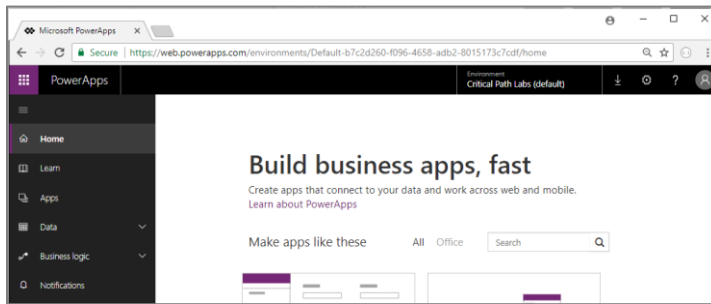 Microsoft PowerApps
Secure | https://web.powerapps.com/environments/Default-b7c2d260-f096-4658-adb2-8015173c7cdf/home
PowerApps
Environment
Critical Path Labs (default)
?
Home
Learn
Apps
Data
Business logic
Notifications
Build business apps, fast
Create apps that connect to your data and work across web and mobile.
Learn about PowerApps
Make apps like these All Office Search